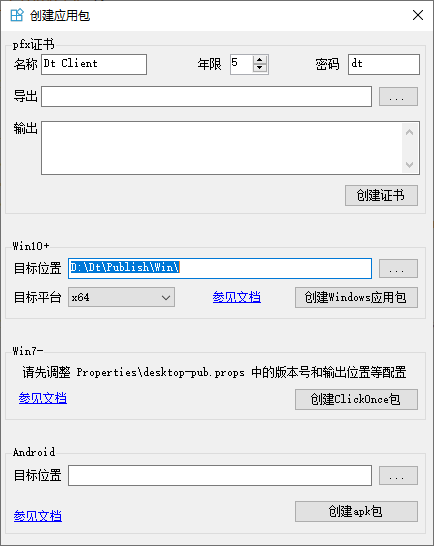 创建应用包
pfx证书
名称 Dt Client 年限 5 密码 dt
导出 ...
输出
创建证书
Win10+
目标位置 D:\Dt\Publish\Win\ ...
目标平台 x64 参见文档 创建Windows应用包
Win7-
请先调整 Properties\desktop-pub.props 中的版本号和输出位置等配置
参见文档 创建ClickOnce包
Android
目标位置 ...
参见文档 创建apk包